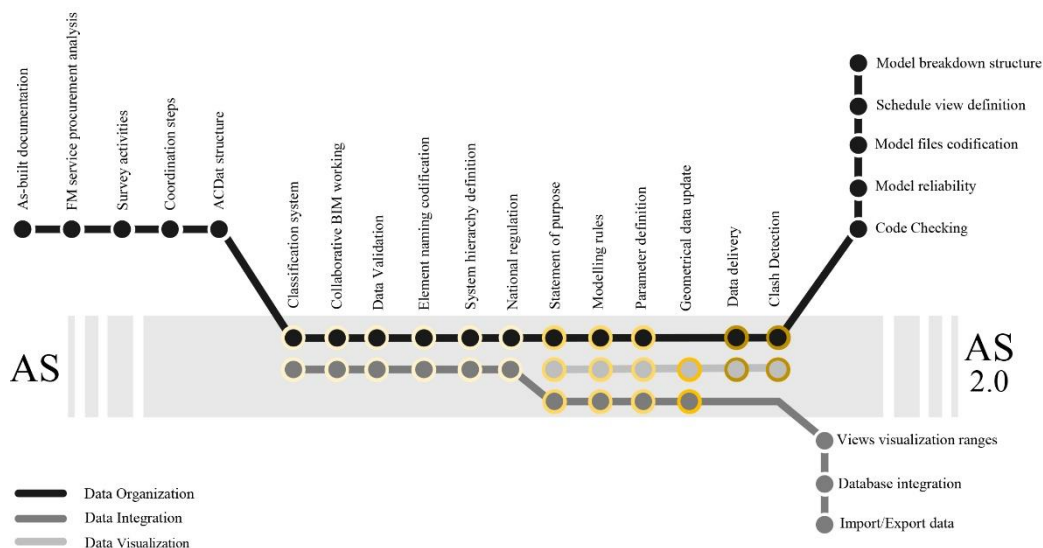 As-built documentation
FM service procurement analysis
Survey activities
Coordination steps
ACDat structure
Classification system
Collaborative BIM working
Data Validation
Element naming codification
System hierarchy definition
National regulation
Statement of purpose
Modelling rules
Parameter definition
Geometrical data update
Data delivery
Clash Detection
Model breakdown structure
Schedule view definition
Model files codification
Model reliability
Code Checking
AS
AS
2.0
Views visualization ranges
Database integration
Import/Export data
Data Organization
Data Integration
Data Visualization